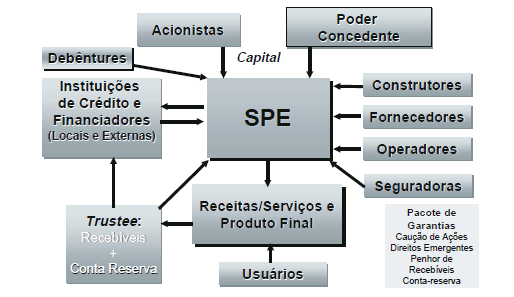 Acionistas
Poder
Concedente
Capital
Debêntures
Instituições
de Crédito e
Financiadores
(Locais e Externas)
SPE
Construtores
Fornecedores
Operadores
Seguradoras
Receitas/Serviços e
Produto Final
Trustee:
Recebíveis
+
Conta Reserva
Usuários
Pacote de
Garantias
Caução de Ações
Direitos Emergentes
Penhor de
Recebíveis
Conta-reserva